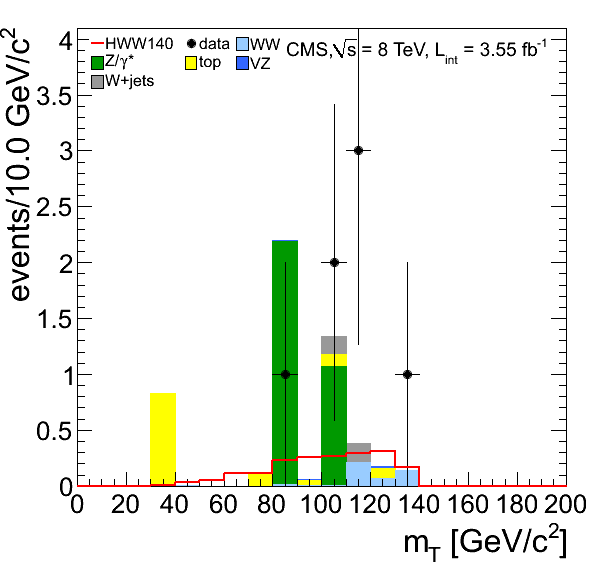 HWW140 data WW CMS,√s = 8 TeV, L_int = 3.55 fb⁻¹
Z/γ* top VZ
W+jets
events/10.0 GeV/c²
4
3.5
3
2.5
2
1.5
1
0.5
0
0 20 40 60 80 100 120 140 160 180 200
m_T [GeV/c²]